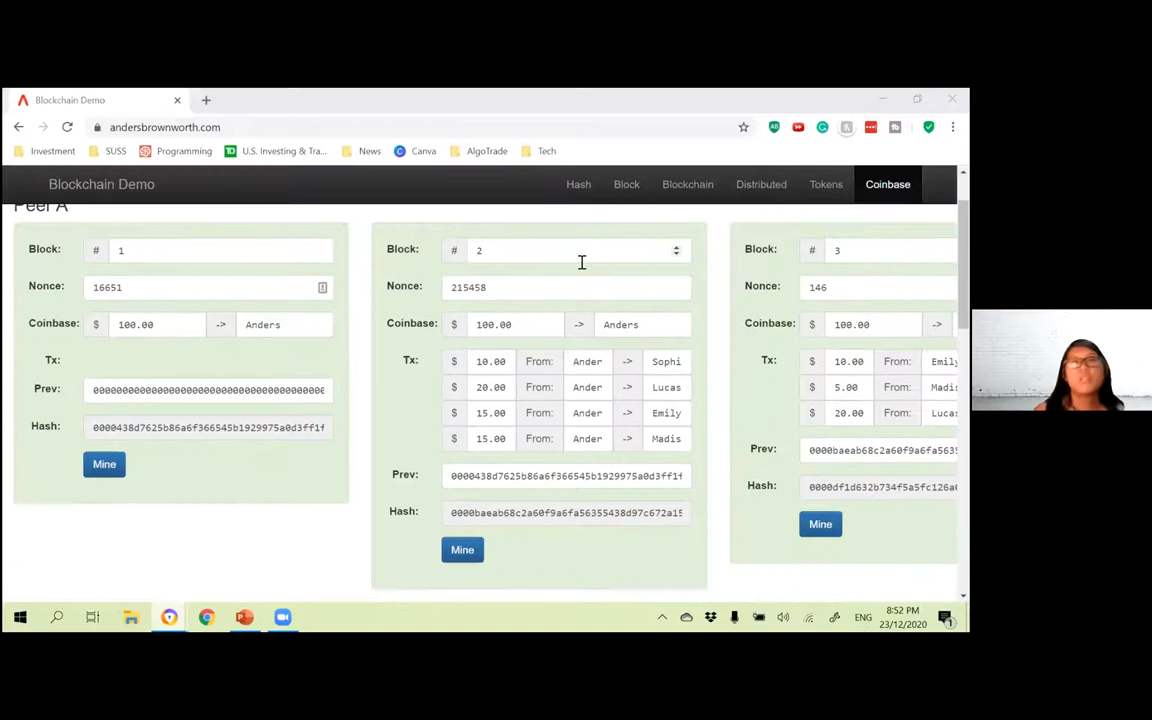 Blockchain Demo
andersbrownworth.com
Investment SUSS Programming U.S. Investing & Tra... News Canva AlgoTrade Tech
Blockchain Demo Hash Block Blockchain Distributed Tokens Coinbase
Peer A
Block: # 1
Nonce: 16651
Coinbase: $ 100.00 -> Anders
Tx:
Prev: 00000000000000000000000000000000000000
Hash: 0000438d7625b86a6f366545b1929975a0d3ff1f
Mine
Block: # 2
Nonce: 215458
Coinbase: $ 100.00 -> Anders
Tx: $ 10.00 From: Ander -> Sophi
$ 20.00 From: Ander -> Lucas
$ 15.00 From: Ander -> Emily
$ 15.00 From: Ander -> Madis
Prev: 0000438d7625b86a6f366545b1929975a0d3ff1f
Hash: 0000baeab68c2a60f9a6fa56355438d97c672a15
Mine
Block: # 3
Nonce: 146
Coinbase: $ 100.00 ->
Tx: $ 10.00 From: Emily
$ 5.00 From: Madis
$ 20.00 From: Lucas
Prev: 0000baeab68c2a60f9a6fa5635
Hash: 0000df1d632b734f5a5fc126a
Mine
ENG
8:52 PM
23/12/2020
1